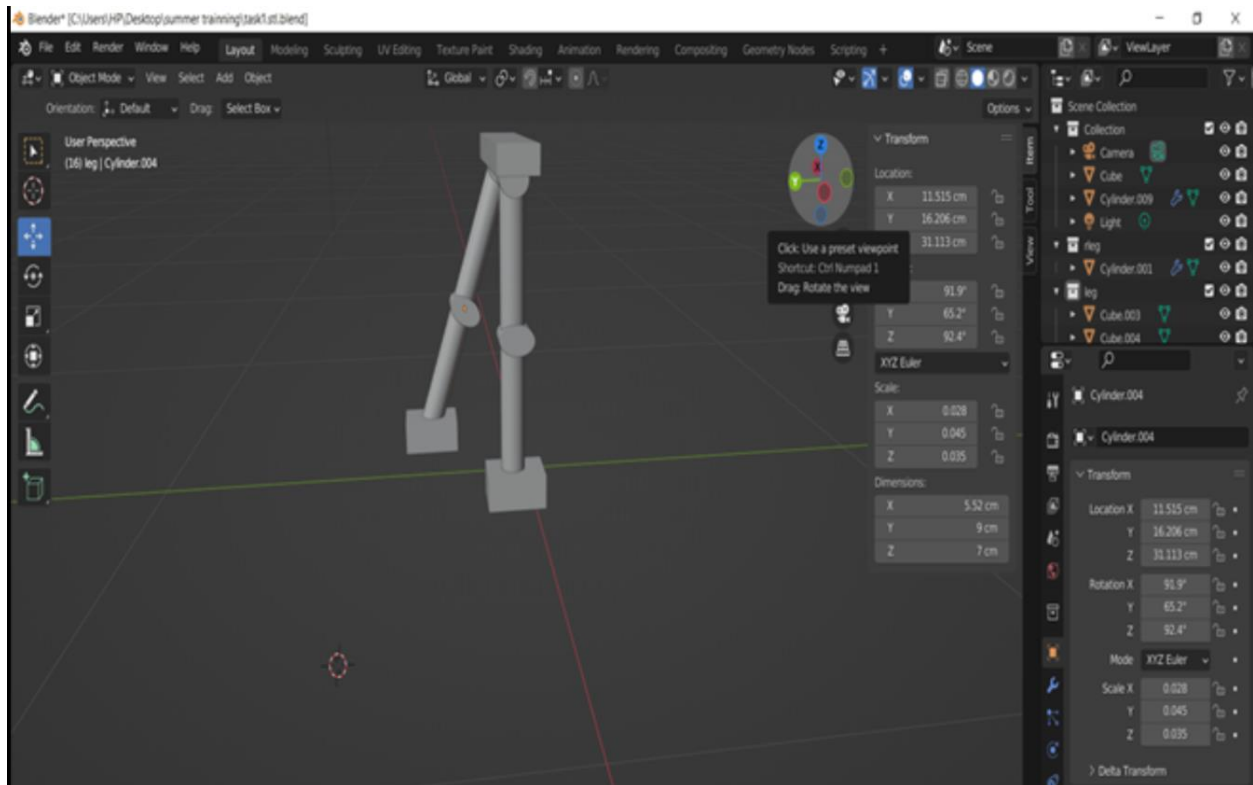 Blender* [C:\Users\HP\Desktop\summer trainning\task1.stl.blend]
File Edit Render Window Help Layout Modeling Sculpting UV Editing Texture Paint Shading Animation Rendering Compositing Geometry Nodes Scripting + Scene ViewLayer
Object Mode View Select Add Object Global
Orientation: Default Drag: Select Box Options
User Perspective
(16) leg | Cylinder.004
Z
X
Y
Click: Use a preset viewpoint
Shortcut: Ctrl Numpad 1
Drag: Rotate the view
Transform
Location:
X 11.515 cm
Y 16.206 cm
31.113 cm
91.9°
Y 65.2°
Z 92.4°
XYZ Euler
Scale:
X 0.028
Y 0.045
Z 0.035
Dimensions:
X 5.52 cm
Y 9 cm
Z 7 cm
Item
Tool
View
Scene Collection
Collection
Camera
Cube
Cylinder.009
Light
rleg
Cylinder.001
leg
Cube.003
Cube.004
Cylinder.004
Cylinder.004
Transform
Location X 11.515 cm
Y 16.206 cm
Z 31.113 cm
Rotation X 91.9°
Y 65.2°
Z 92.4°
Mode XYZ Euler
Scale X 0.028
Y 0.045
Z 0.035
Delta Transform